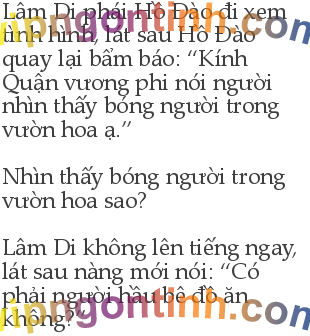 Lâm Di phái Hồ Đào đi xem
tình hình, lát sau Hồ Đào
quay lại bẩm báo: “Kính
Quận vương phi nói người
nhìn thấy bóng người trong
vườn hoa ạ.”
Nhìn thấy bóng người trong
vườn hoa sao?
Lâm Di không lên tiếng ngay,
lát sau nàng mới nói: “Có
phải người hầu bê đồ ăn
không?”